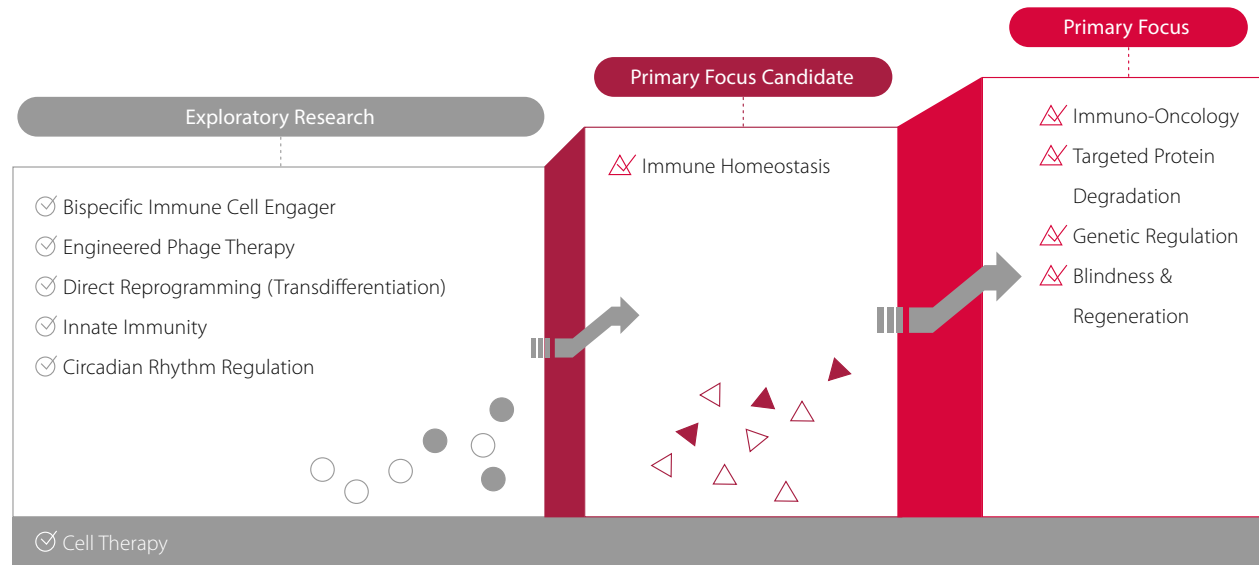 Exploratory Research
Bispecific Immune Cell Engager
Engineered Phage Therapy
Direct Reprogramming (Transdifferentiation)
Innate Immunity
Circadian Rhythm Regulation
Primary Focus Candidate
Immune Homeostasis
Primary Focus
Immuno-Oncology
Targeted Protein
Degradation
Genetic Regulation
Blindness &
Regeneration
Cell Therapy